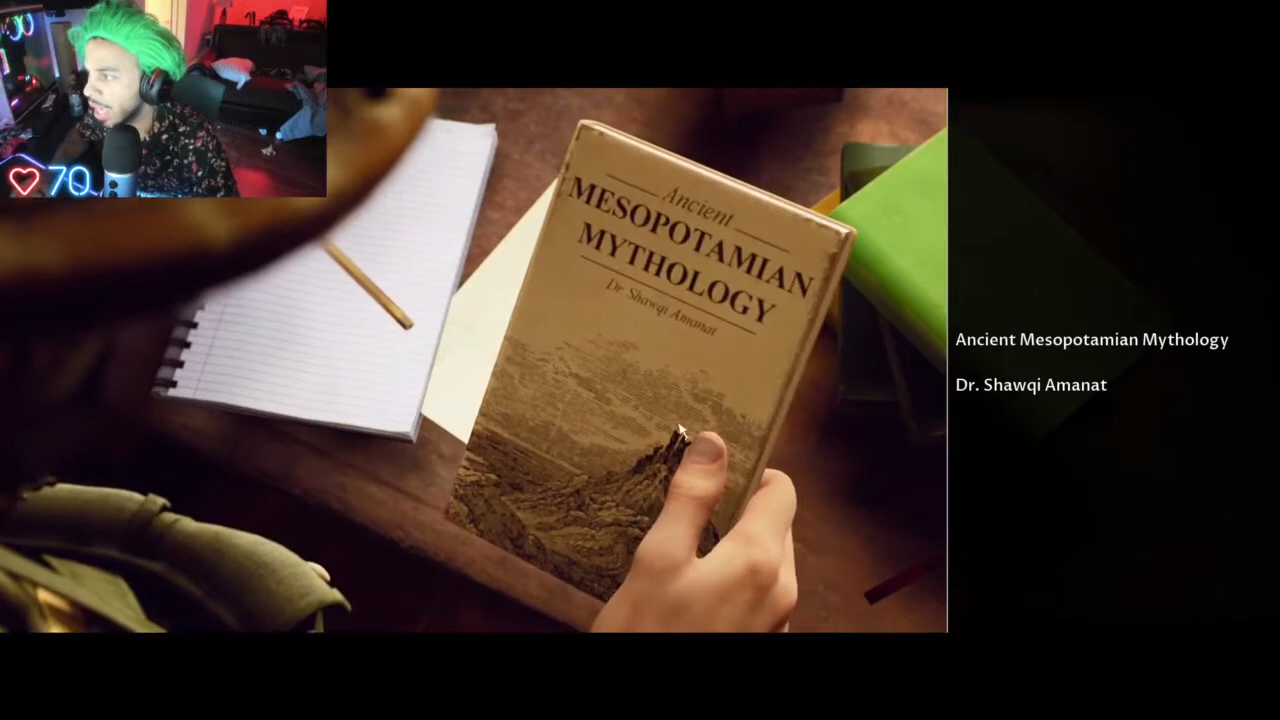 70
Ancient
MESOPOTAMIAN
MYTHOLOGY
Dr. Shawqi Amanat
Ancient Mesopotamian Mythology
Dr. Shawqi Amanat